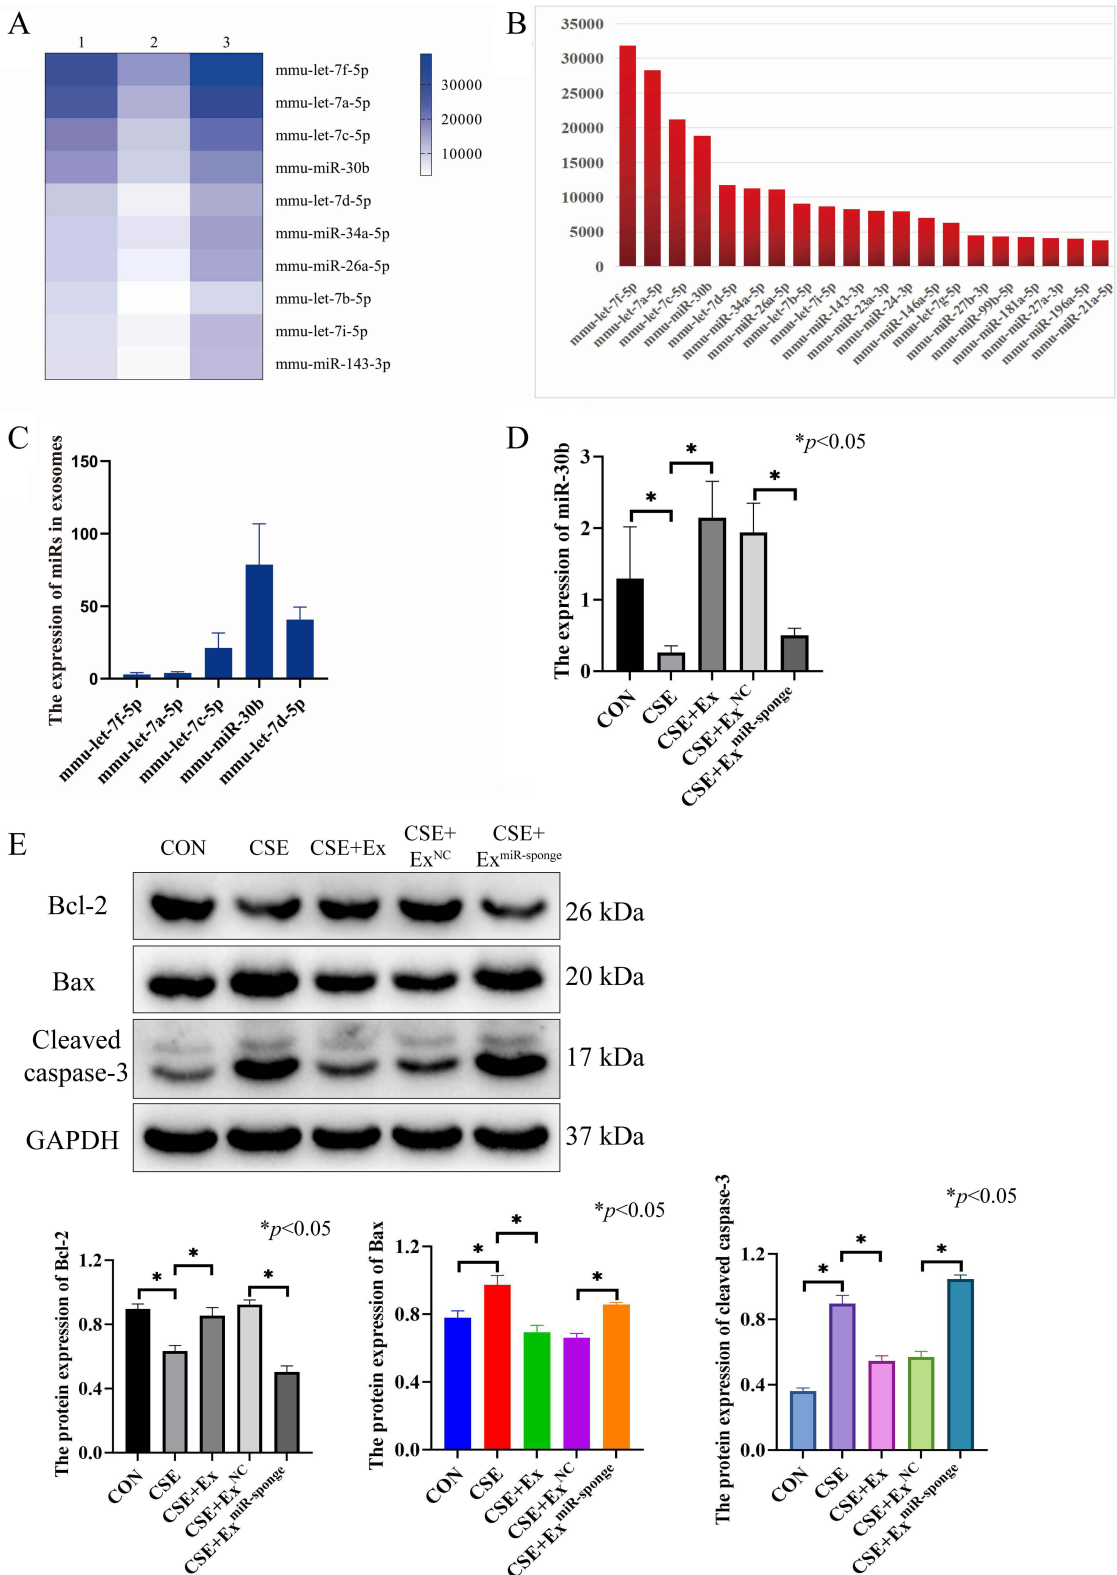 A
1 2 3
mmu-let-7f-5p
mmu-let-7a-5p
mmu-let-7c-5p
mmu-miR-30b
mmu-let-7d-5p
mmu-miR-34a-5p
mmu-miR-26a-5p
mmu-let-7b-5p
mmu-let-7i-5p
mmu-miR-143-3p
30000
20000
10000
B
35000
30000
25000
20000
15000
10000
5000
0
mmu-let-7f-5p
mmu-let-7a-5p
mmu-let-7c-5p
mmu-miR-30b
mmu-let-7d-5p
mmu-miR-34a-5p
mmu-miR-26a-5p
mmu-let-7b-5p
mmu-let-7i-5p
mmu-miR-143-3p
mmu-miR-23a-3p
mmu-miR-24-3p
mmu-miR-146a-5p
mmu-let-7g-5p
mmu-miR-27b-3p
mmu-miR-99b-5p
mmu-miR-181a-5p
mmu-miR-27a-3p
mmu-miR-196a-5p
mmu-miR-21a-5p
C
The expression of miRs in exosomes
150
100
50
0
mmu-let-7f-5p
mmu-let-7a-5p
mmu-let-7c-5p
mmu-miR-30b
mmu-let-7d-5p
D
*p<0.05
The expression of miR-30b
3
2
1
0
* * *
CON
CSE
CSE+Ex
CSE+Ex^NC
CSE+Ex^miR-sponge
E
CON CSE CSE+Ex CSE+ CSE+
Ex^NC Ex^miR-sponge
Bcl-2 26 kDa
Bax 20 kDa
Cleaved
caspase-3 17 kDa
GAPDH 37 kDa
*p<0.05
The protein expression of Bcl-2
1.2
0.8
0.4
0.0
* * *
CON
CSE
CSE+Ex
CSE+Ex^NC
CSE+Ex^miR-sponge
*p<0.05
The protein expression of Bax
1.2
0.8
0.4
0.0
* * *
CON
CSE
CSE+Ex
CSE+Ex^NC
CSE+Ex^miR-sponge
*p<0.05
The protein expression of cleaved caspase-3
1.2
0.8
0.4
0.0
* * *
CON
CSE
CSE+Ex
CSE+Ex^NC
CSE+Ex^miR-sponge